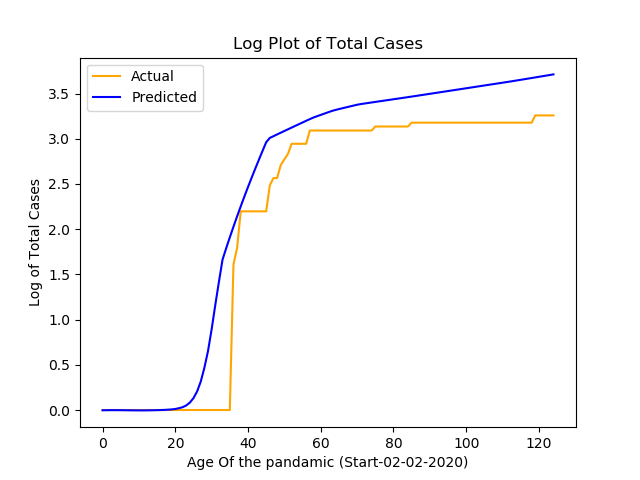 Log Plot of Total Cases
Actual
Predicted
3.5
3.0
2.5
2.0
1.5
1.0
0.5
0.0
Log of Total Cases
0 20 40 60 80 100 120
Age Of the pandamic (Start-02-02-2020)